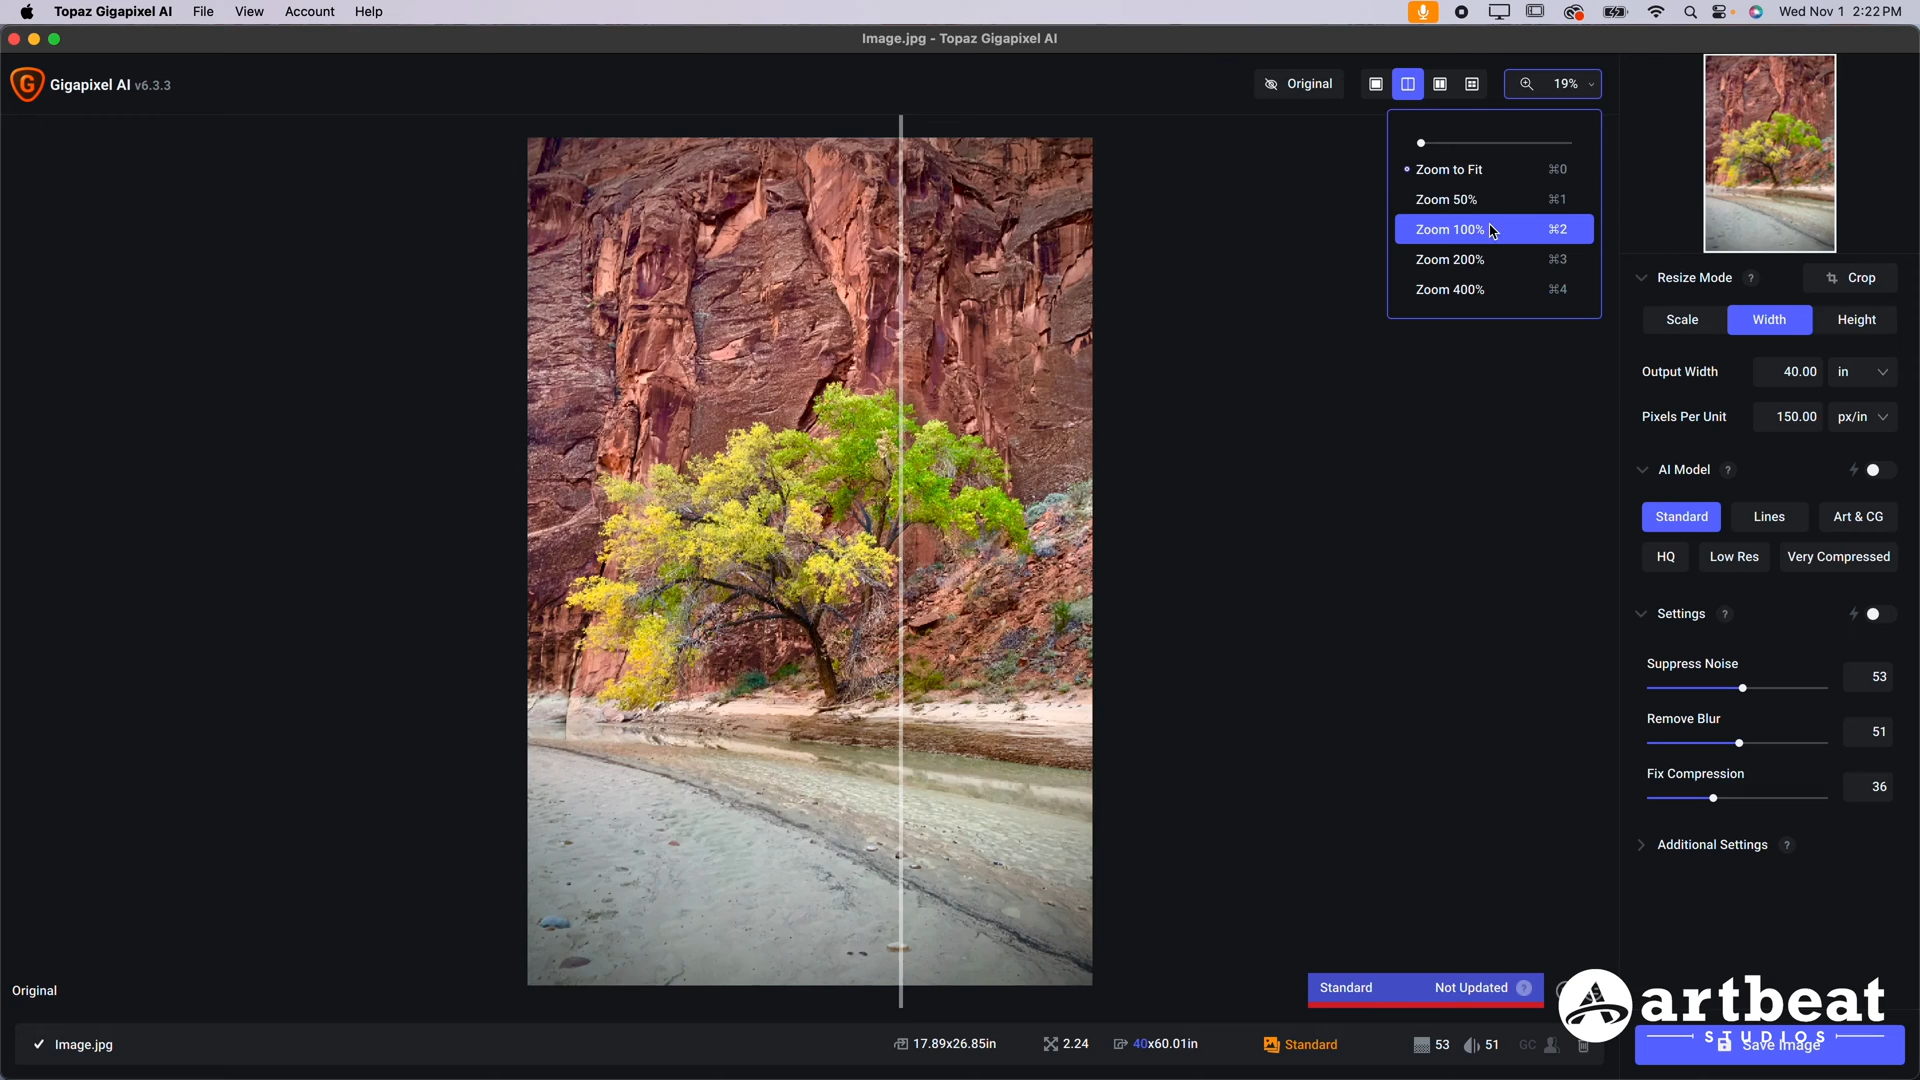 Topaz Gigapixel AI File View Account Help Wed Nov 1 2:22 PM
Image.jpg - Topaz Gigapixel AI
Gigapixel AI v6.3.3
Original
19%
Zoom to Fit ⌘0
Zoom 50% ⌘1
Zoom 100% ⌘2
Zoom 200% ⌘3
Zoom 400% ⌘4
Resize Mode ? Crop
Scale Width Height
Output Width 40.00 in
Pixels Per Unit 150.00 px/in
AI Model ?
Standard Lines Art & CG
HQ Low Res Very Compressed
Settings ?
Suppress Noise 53
Remove Blur 51
Fix Compression 36
Additional Settings ?
Original
Standard Not Updated ?
artbeat
STUDIOS
Image.jpg 17.89x26.85in 2.24 40x60.01in Standard 53 51 GC
Save Image